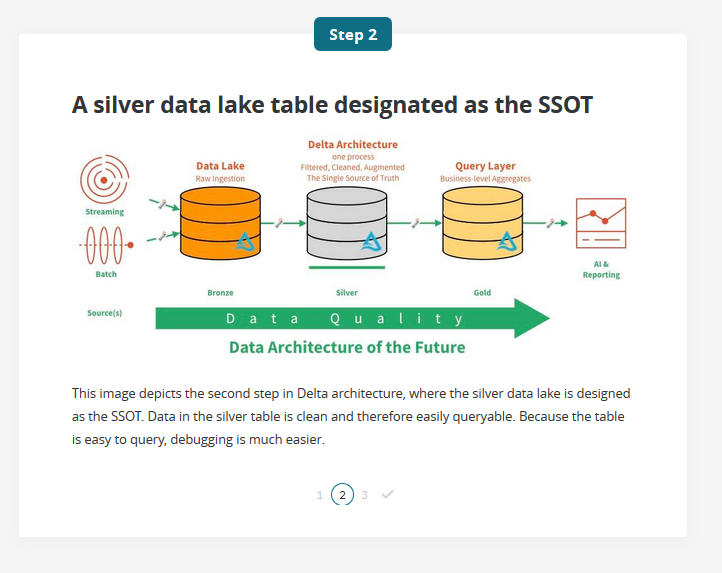 Step 2
A silver data lake table designated as the SSOT
Delta Architecture
one process
Filtered, Cleaned, Augmented
The Single Source of Truth
Data Lake
Raw Ingestion
Query Layer
Business-level Aggregates
Streaming
Batch
AI &
Reporting
Bronze
Silver
Gold
Source(s)
Data Quality
Data Architecture of the Future
This image depicts the second step in Delta architecture, where the silver data lake is designed
as the SSOT. Data in the silver table is clean and therefore easily queryable. Because the table
is easy to query, debugging is much easier.
1 2 3